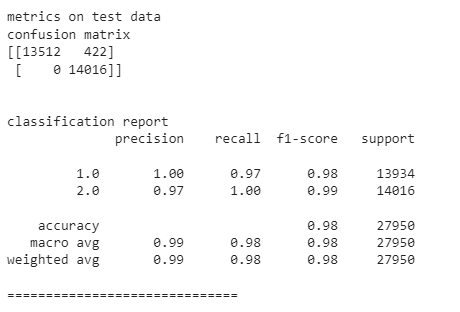 metrics on test data
confusion matrix
[[13512   422]
 [    0 14016]]
classification report
              precision    recall  f1-score   support
         1.0       1.00      0.97      0.98     13934
         2.0       0.97      1.00      0.99     14016
    accuracy                           0.98     27950
   macro avg       0.99      0.98      0.98     27950
weighted avg       0.99      0.98      0.98     27950
==============================